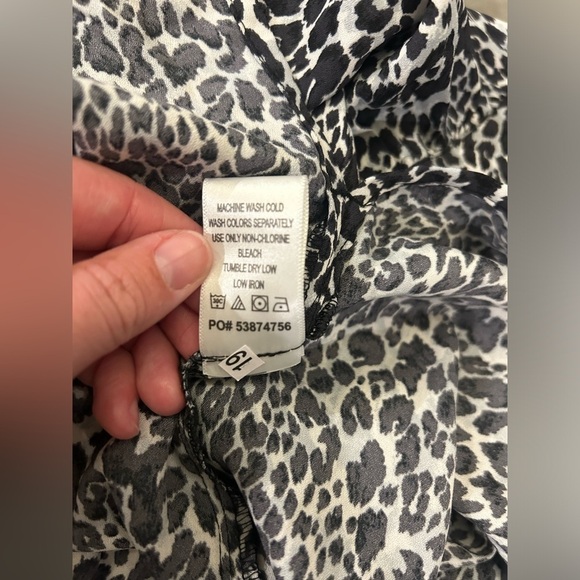 MACHINE WASH COLD
WASH COLORS SEPARATELY
USE ONLY NON-CHLORINE
BLEACH
TUMBLE DRY LOW
LOW IRON
30C
PO# 53874756
19